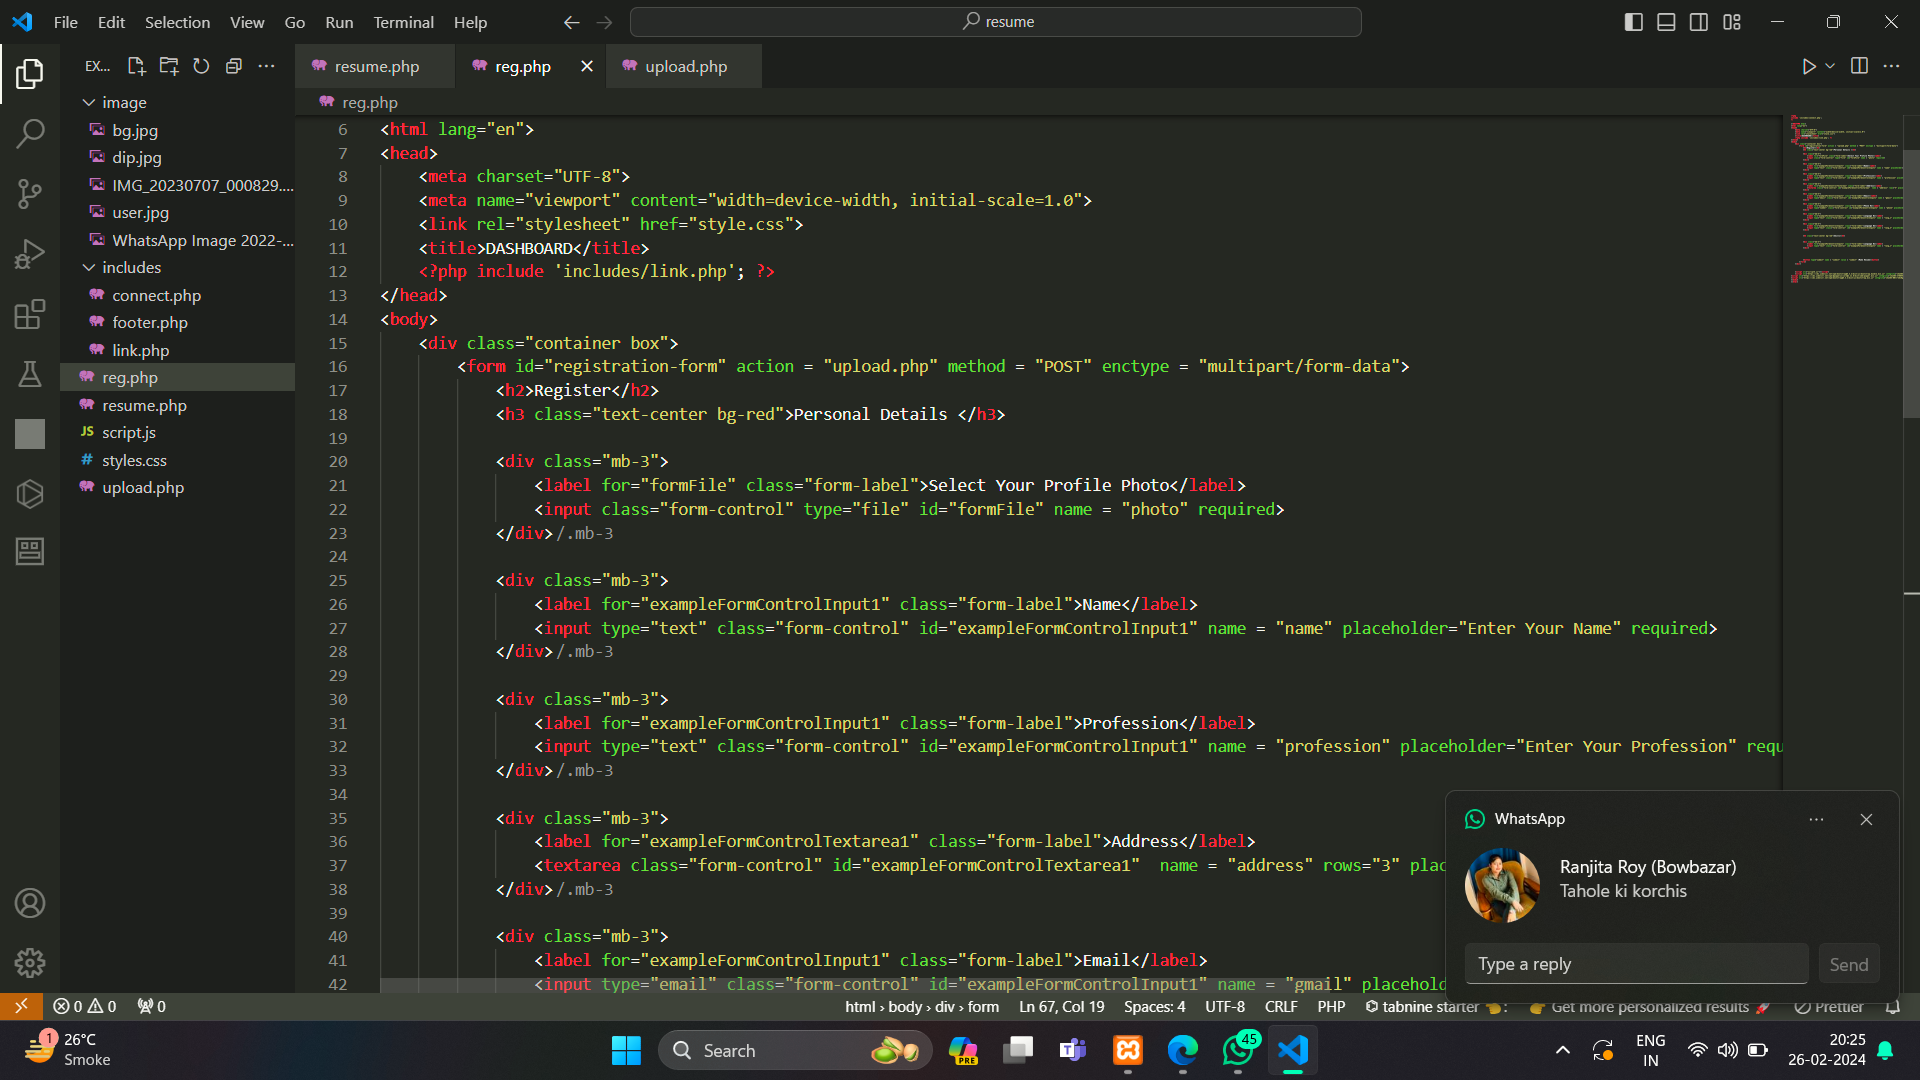 File Edit Selection View Go Run Terminal Help
resume
EX...
resume.php
reg.php
upload.php
reg.php
image
bg.jpg
dip.jpg
IMG_20230707_000829....
user.jpg
WhatsApp Image 2022-...
includes
connect.php
footer.php
link.php
reg.php
resume.php
JS script.js
# styles.css
upload.php
6 <html lang="en">
7 <head>
8 <meta charset="UTF-8">
9 <meta name="viewport" content="width=device-width, initial-scale=1.0">
10 <link rel="stylesheet" href="style.css">
11 <title>DASHBOARD</title>
12 <?php include 'includes/link.php'; ?>
13 </head>
14 <body>
15 <div class="container box">
16 <form id="registration-form" action = "upload.php" method = "POST" enctype = "multipart/form-data">
17 <h2>Register</h2>
18 <h3 class="text-center bg-red">Personal Details </h3>
19
20 <div class="mb-3">
21 <label for="formFile" class="form-label">Select Your Profile Photo</label>
22 <input class="form-control" type="file" id="formFile" name = "photo" required>
23 </div>/.mb-3
24
25 <div class="mb-3">
26 <label for="exampleFormControlInput1" class="form-label">Name</label>
27 <input type="text" class="form-control" id="exampleFormControlInput1" name = "name" placeholder="Enter Your Name" required>
28 </div>/.mb-3
29
30 <div class="mb-3">
31 <label for="exampleFormControlInput1" class="form-label">Profession</label>
32 <input type="text" class="form-control" id="exampleFormControlInput1" name = "profession" placeholder="Enter Your Profession" requ
33 </div>/.mb-3
34
35 <div class="mb-3">
36 <label for="exampleFormControlTextarea1" class="form-label">Address</label>
37 <textarea class="form-control" id="exampleFormControlTextarea1"  name = "address" rows="3" plac
38 </div>/.mb-3
39
40 <div class="mb-3">
41 <label for="exampleFormControlInput1" class="form-label">Email</label>
42 <input type="email" class="form-control" id="exampleFormControlInput1" name = "gmail" placehold
WhatsApp
Ranjita Roy (Bowbazar)
Tahole ki korchis
Type a reply
Send
0 0 0
html › body › div › form
Ln 67, Col 19
Spaces: 4
UTF-8
CRLF
PHP
tabnine starter
Get more personalized results
Prettier
1
26°C
Smoke
Search
PRE
45
ENG
IN
20:25
26-02-2024